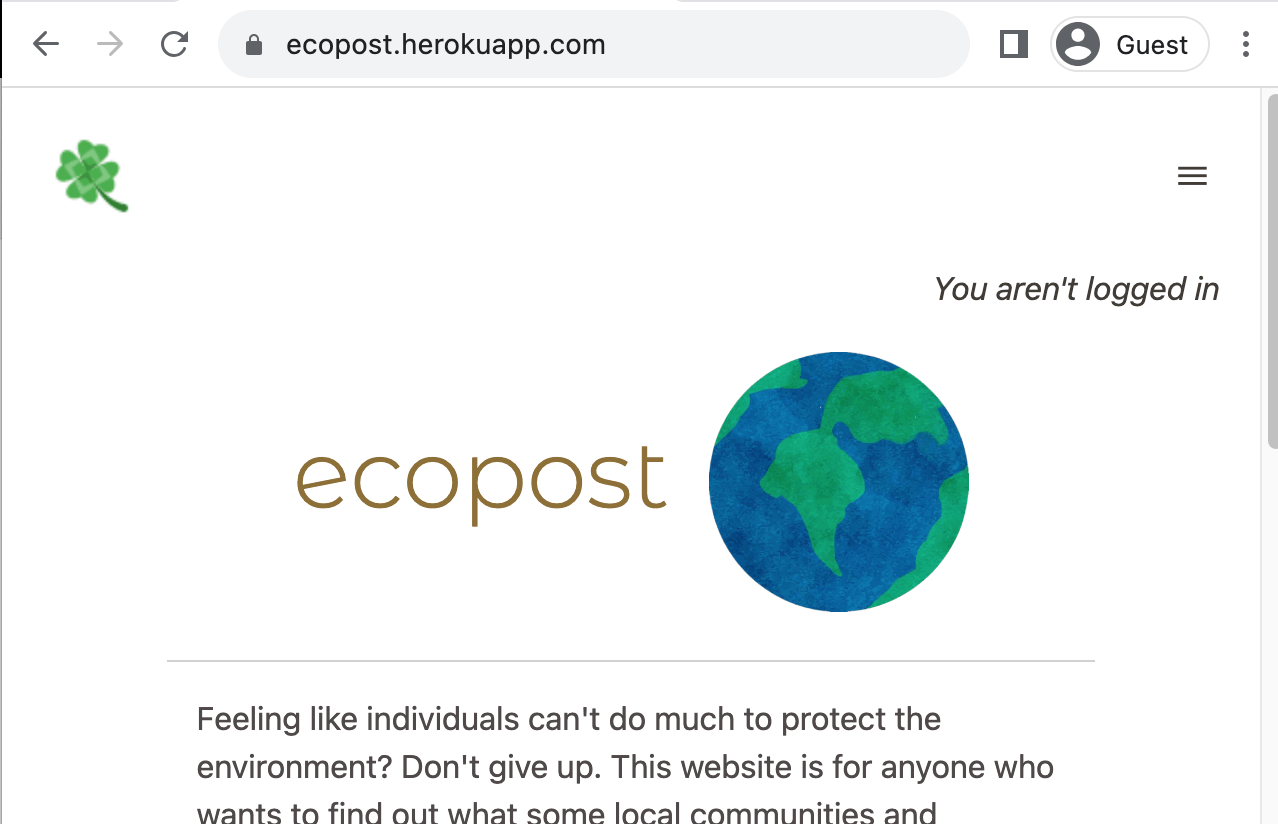 ecopost.herokuapp.com
Guest
You aren't logged in
ecopost
Feeling like individuals can't do much to protect the
environment? Don't give up. This website is for anyone who
wants to find out what some local communities and